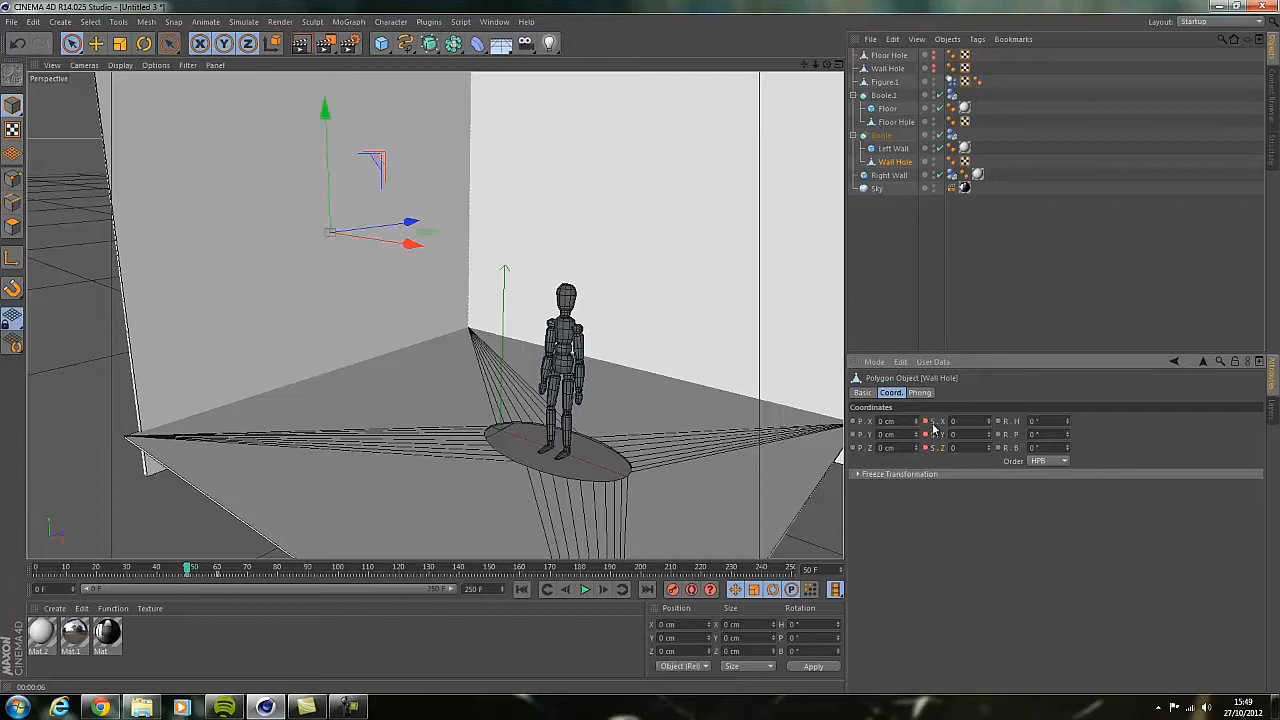 CINEMA 4D R14.025 Studio - [Untitled 3 *]
File Edit Create Select Tools Mesh Snap Animate Simulate Render Sculpt MoGraph Character Plugins Script Window Help
Layout: Startup
View Cameras Display Options Filter Panel
Perspective
File Edit View Objects Tags Bookmarks
Floor Hole
Wall Hole
Figure.1
Boole.1
Floor
Floor Hole
Boole
Left Wall
Wall Hole
Right Wall
Sky
Objects
Content Browser
Structure
Mode Edit User Data
Polygon Object [Wall Hole]
Basic Coord. Phong
Coordinates
P . X 0 cm S . X 0 R . H 0 °
P . Y 0 cm S . Y 0 R . P 0 °
P . Z 0 cm S . Z 0 R . B 0 °
Order HPB
Freeze Transformation
Attributes
Layers
0 10 20 30 40 50 60 70 80 90 100 110 120 130 140 150 160 170 180 190 200 210 220 230 240 250 50 F
0 F 0 F 250 F 250 F
Create Edit Function Texture
Mat.2 Mat.1 Mat
Position Size Rotation
X 0 cm X 0 cm H 0 °
Y 0 cm Y 0 cm P 0 °
Z 0 cm Z 0 cm B 0 °
Object (Rel) Size Apply
MAXON CINEMA 4D
00:00:06
15:49
27/10/2012